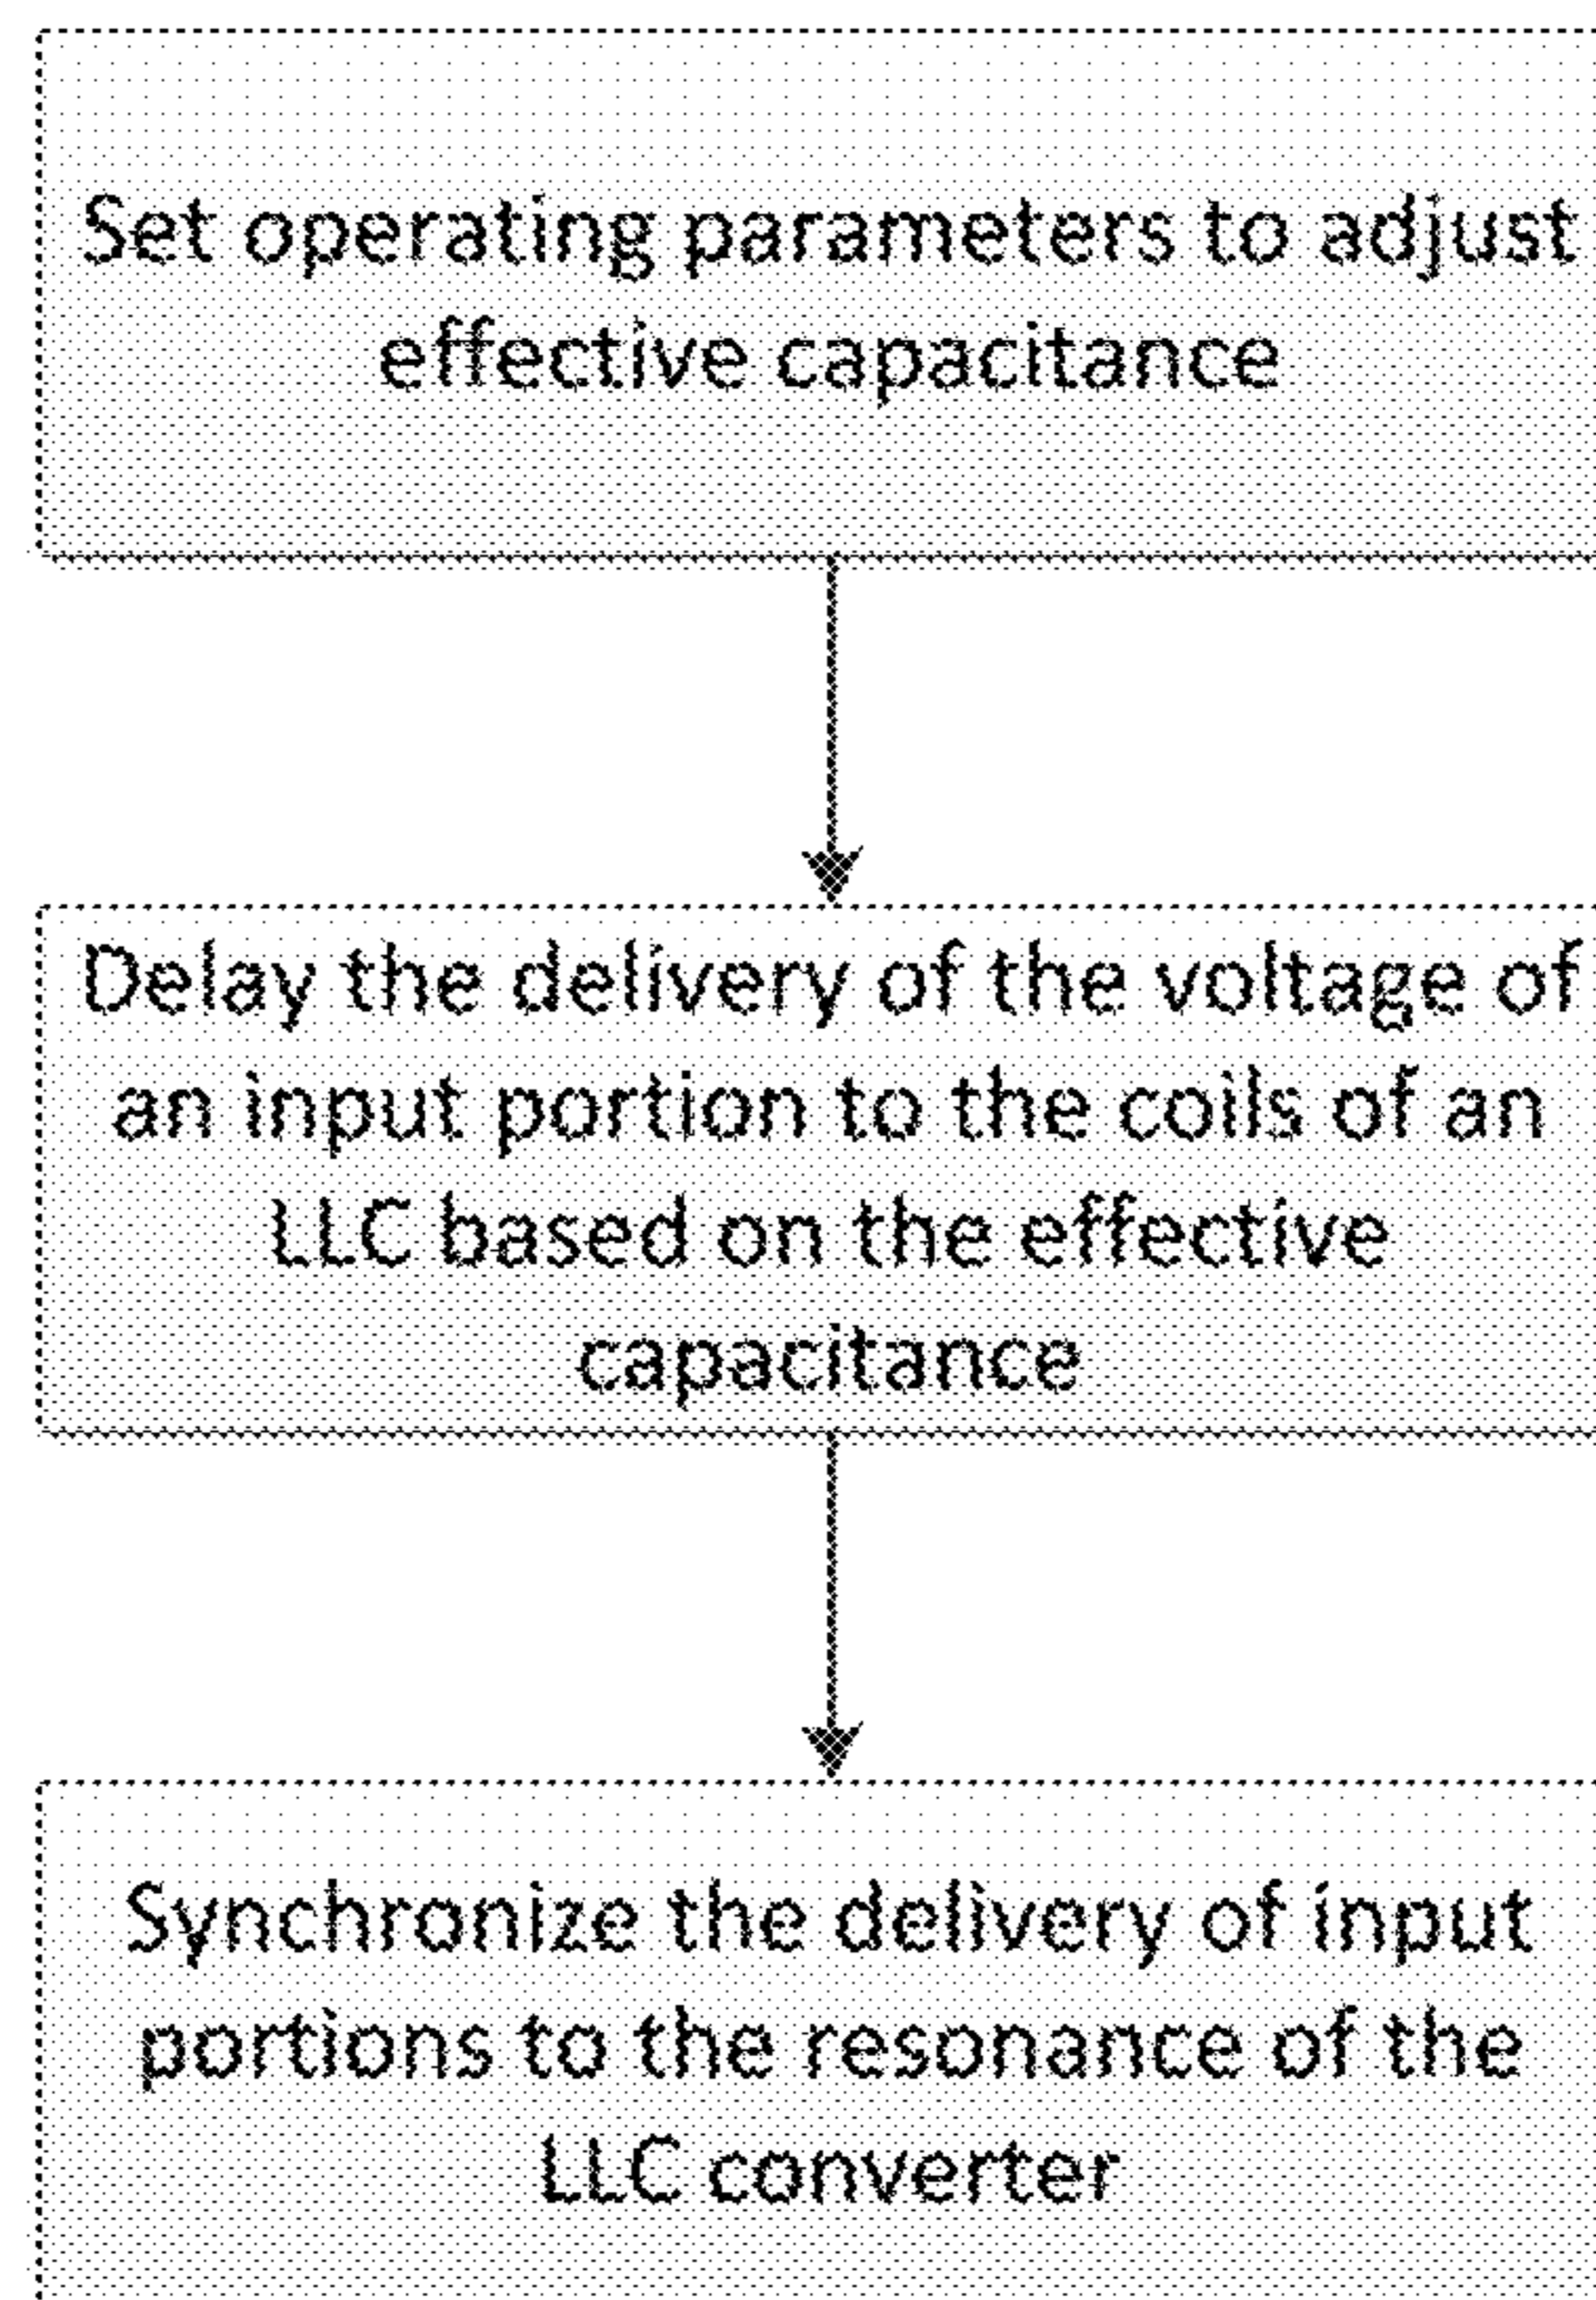 Set operating parameters to adjust
effective capacitance
Delay the delivery of the voltage of
an input portion to the coils of an
LLC based on the effective
capacitance
Synchronize the delivery of input
portions to the resonance of the
LLC converter